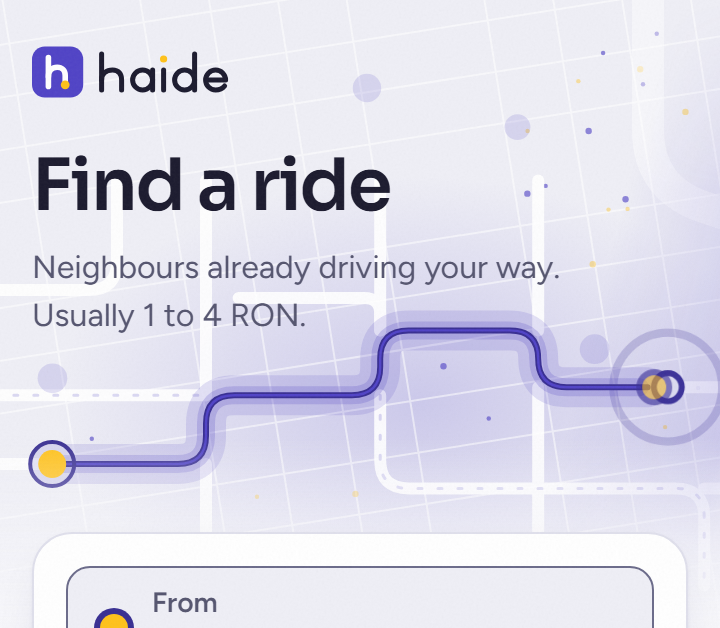 h haide
Find a ride
Neighbours already driving your way.
Usually 1 to 4 RON.
From